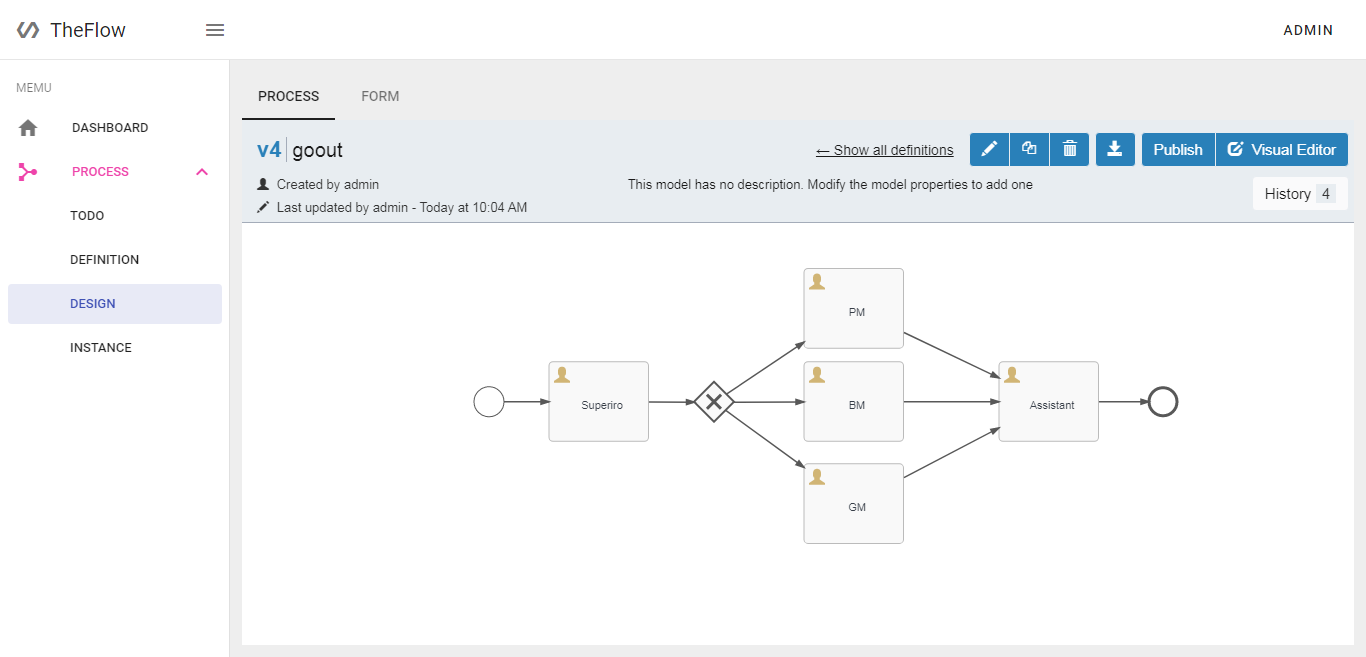 TheFlow
ADMIN
MEMU
DASHBOARD
PROCESS
TODO
DEFINITION
DESIGN
INSTANCE
PROCESS FORM
v4 goout
← Show all definitions
Publish
Visual Editor
Created by admin
This model has no description. Modify the model properties to add one
History 4
Last updated by admin - Today at 10:04 AM
PM
Superiro
BM
Assistant
GM